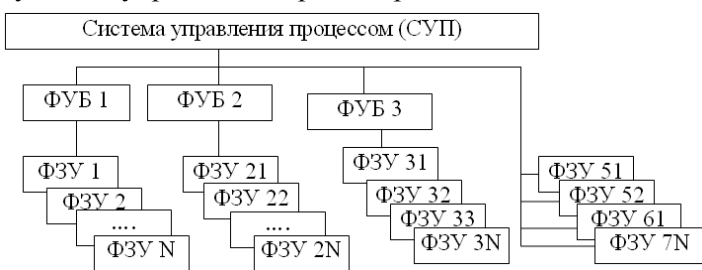 Система управления процессом (СУП)
ФУБ 1
ФУБ 2
ФУБ 3
ФЗУ 1
ФЗУ 2
....
ФЗУ N
ФЗУ 21
ФЗУ 22
....
ФЗУ 2N
ФЗУ 31
ФЗУ 32
ФЗУ 33
ФЗУ 3N
ФЗУ 51
ФЗУ 52
ФЗУ 61
ФЗУ 7N